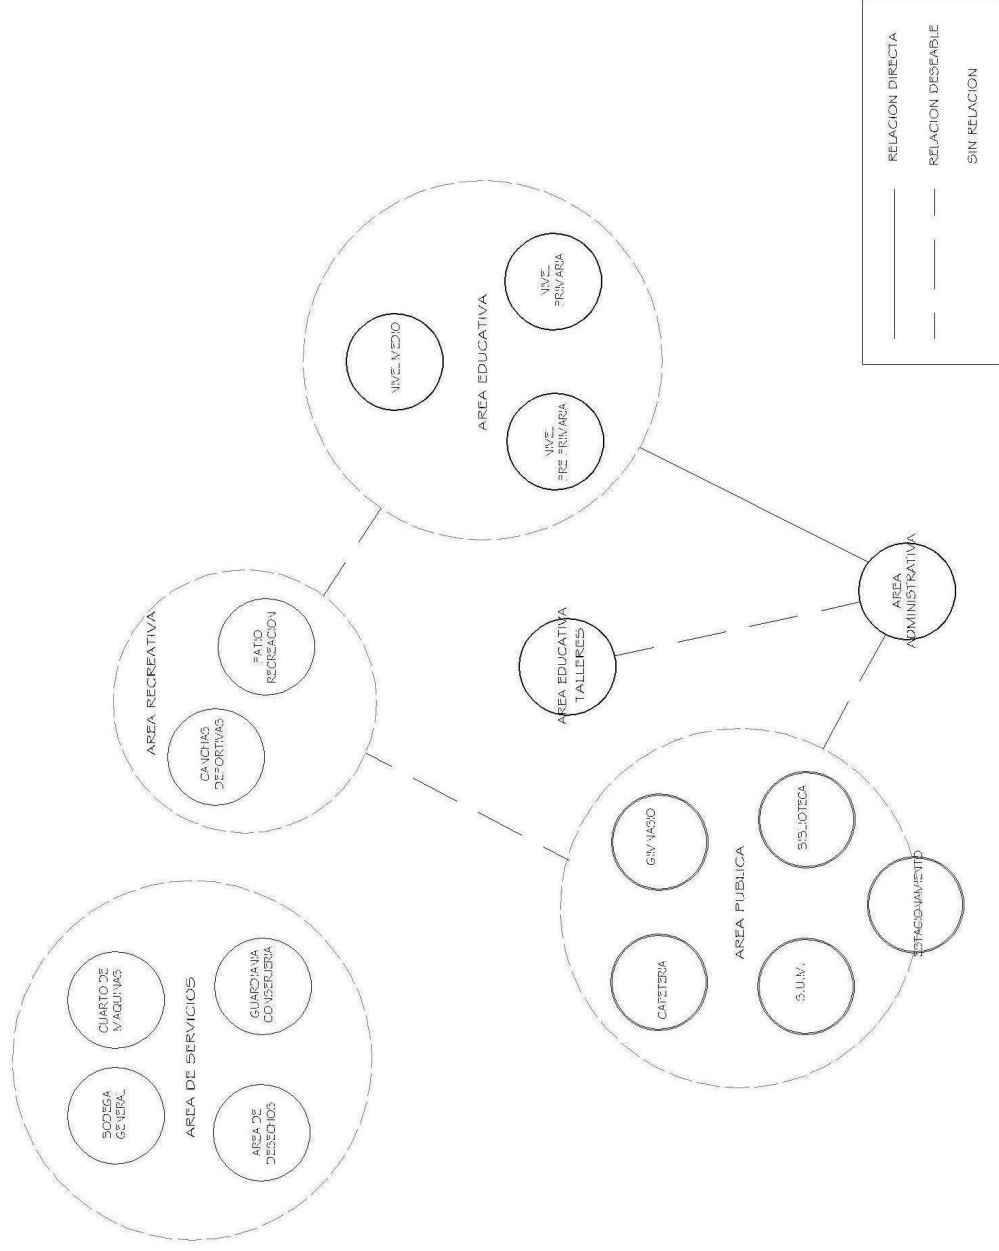 AREA DE SERVICIOS
BODEGA
GENERAL
CUARTO DE
MAQUINAS
AREA DE
DESECHOS
GUARDIANIA
CONSERJERIA
AREA RECREATIVA
CANCHAS
DEPORTIVAS
PATIO
RECREACION
NIVEL MEDIO
AREA EDUCATIVA
NIVEL
PRE PRIMARIA
NIVEL
PRIMARIA
AREA EDUCATIVA
TALLERES
CAFETERIA
GIMNASIO
AREA PUBLICA
S.U.M.
BIBLIOTECA
ESTACIONAMIENTO
AREA
ADMINISTRATIVA
RELACION DIRECTA
RELACION DESEABLE
SIN RELACION